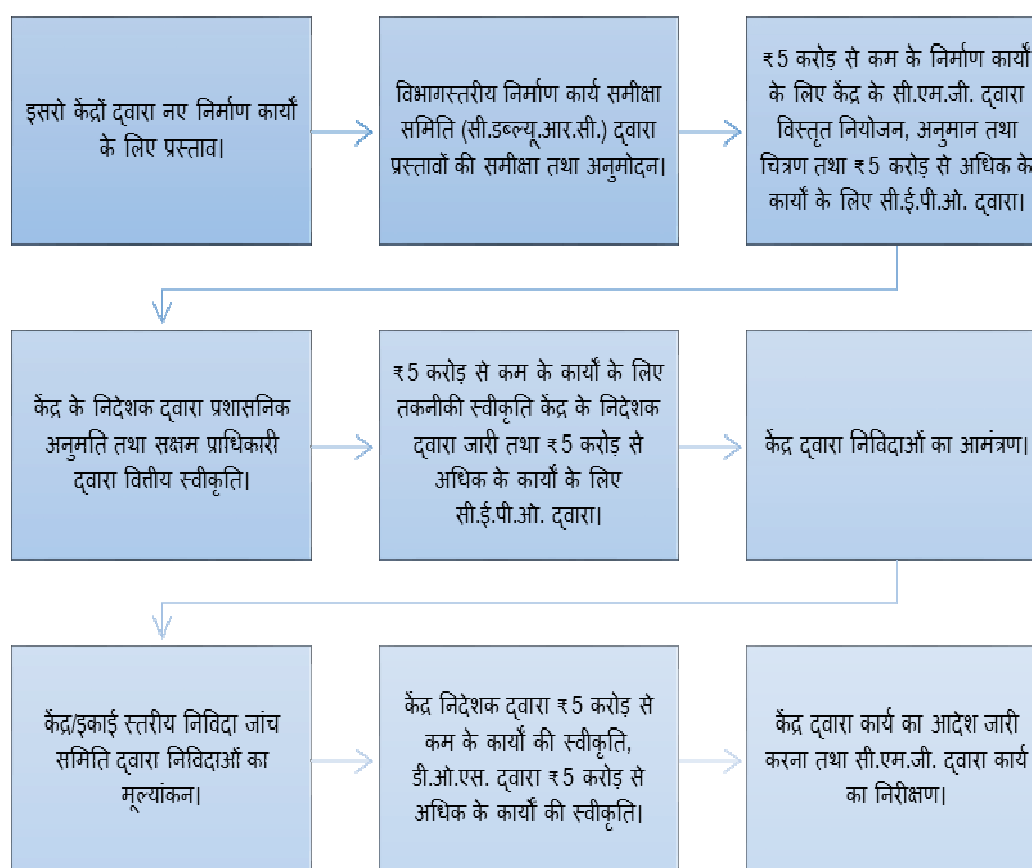 इसरो केंद्रों द्वारा नए निर्माण कार्यों
के लिए प्रस्ताव।
विभागस्तरीय निर्माण कार्य समीक्षा
समिति (सी.डब्ल्यू.आर.सी.) द्वारा
प्रस्तावों की समीक्षा तथा अनुमोदन।
₹5 करोड़ से कम के निर्माण कार्यों
के लिए केंद्र के सी.एम.जी. द्वारा
विस्तृत नियोजन, अनुमान तथा
चित्रण तथा ₹5 करोड़ से अधिक के
कार्यों के लिए सी.ई.पी.ओ. द्वारा।
केंद्र के निदेशक द्वारा प्रशासनिक
अनुमति तथा सक्षम प्राधिकारी
द्वारा वित्तीय स्वीकृति।
₹5 करोड़ से कम के कार्यों के लिए
तकनीकी स्वीकृति केंद्र के निदेशक
द्वारा जारी तथा ₹5 करोड़ से
अधिक के कार्यों के लिए
सी.ई.पी.ओ. द्वारा।
केंद्र द्वारा निविदाओं का आमंत्रण।
केंद्र/इकाई स्तरीय निविदा जांच
समिति द्वारा निविदाओं का
मूल्यांकन।
केंद्र निदेशक द्वारा ₹5 करोड़ से
कम के कार्यों की स्वीकृति,
डी.ओ.एस. द्वारा ₹5 करोड़ से
अधिक के कार्यों की स्वीकृति।
केंद्र द्वारा कार्य का आदेश जारी
करना तथा सी.एम.जी. द्वारा कार्य
का निरीक्षण।